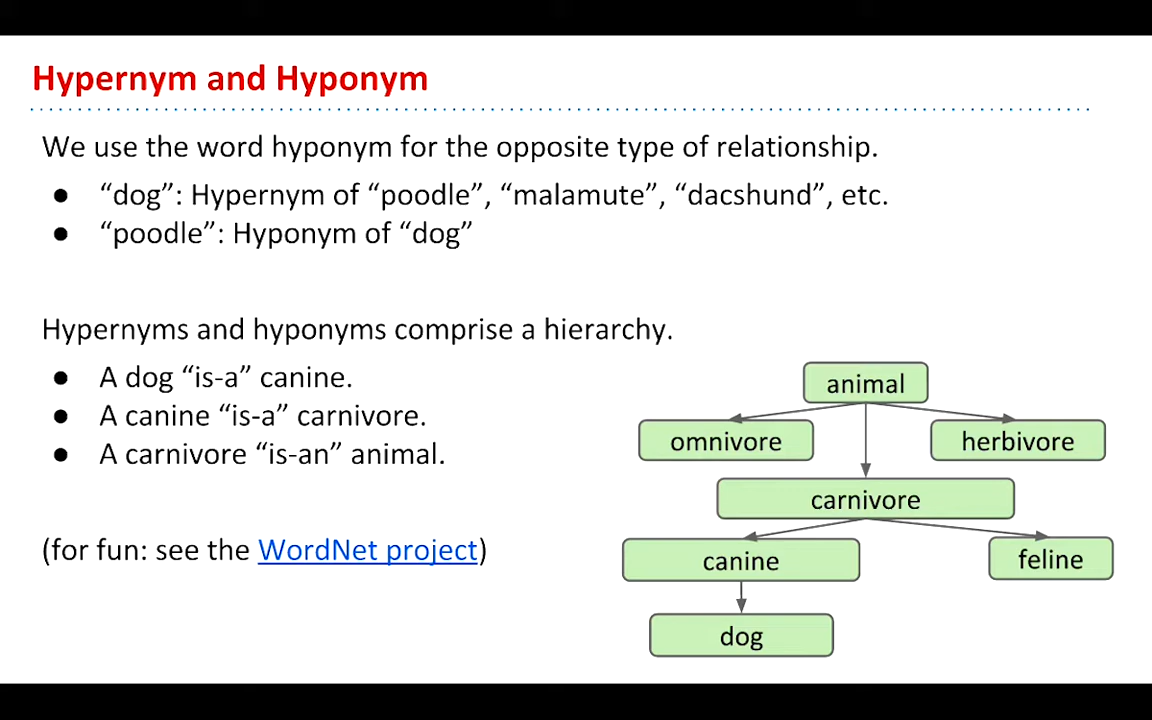 Hypernym and Hyponym
We use the word hyponym for the opposite type of relationship.
● “dog”: Hypernym of “poodle”, “malamute”, “dacshund”, etc.
● “poodle”: Hyponym of “dog”
Hypernyms and hyponyms comprise a hierarchy.
● A dog “is-a” canine.
● A canine “is-a” carnivore.
● A carnivore “is-an” animal.
(for fun: see the WordNet project)
animal
omnivore
herbivore
carnivore
canine
feline
dog